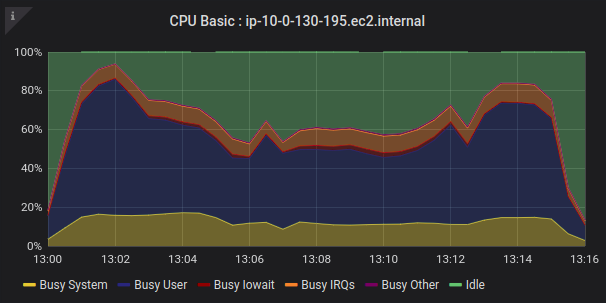 i
CPU Basic : ip-10-0-130-195.ec2.internal
100%
80%
60%
40%
20%
0%
13:00 13:02 13:04 13:06 13:08 13:10 13:12 13:14 13:16
Busy System Busy User Busy Iowait Busy IRQs Busy Other Idle